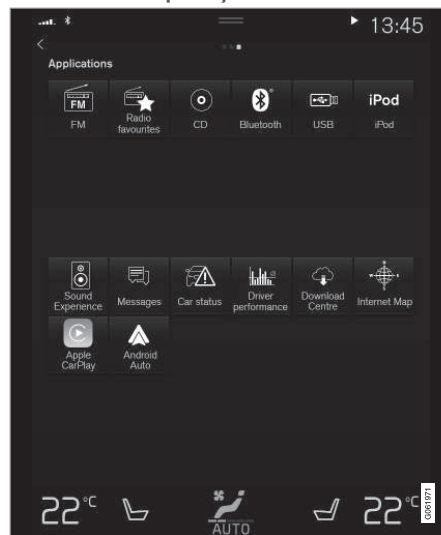 13:45
Applications
FM
FM
Radio
favourites
CD
Bluetooth
USB
iPod
iPod
Sound
Experience
Messages
Car status
Driver
performance
Download
Centre
Internet Map
Apple
CarPlay
Android
Auto
22°C
AUTO
22°C
G061971